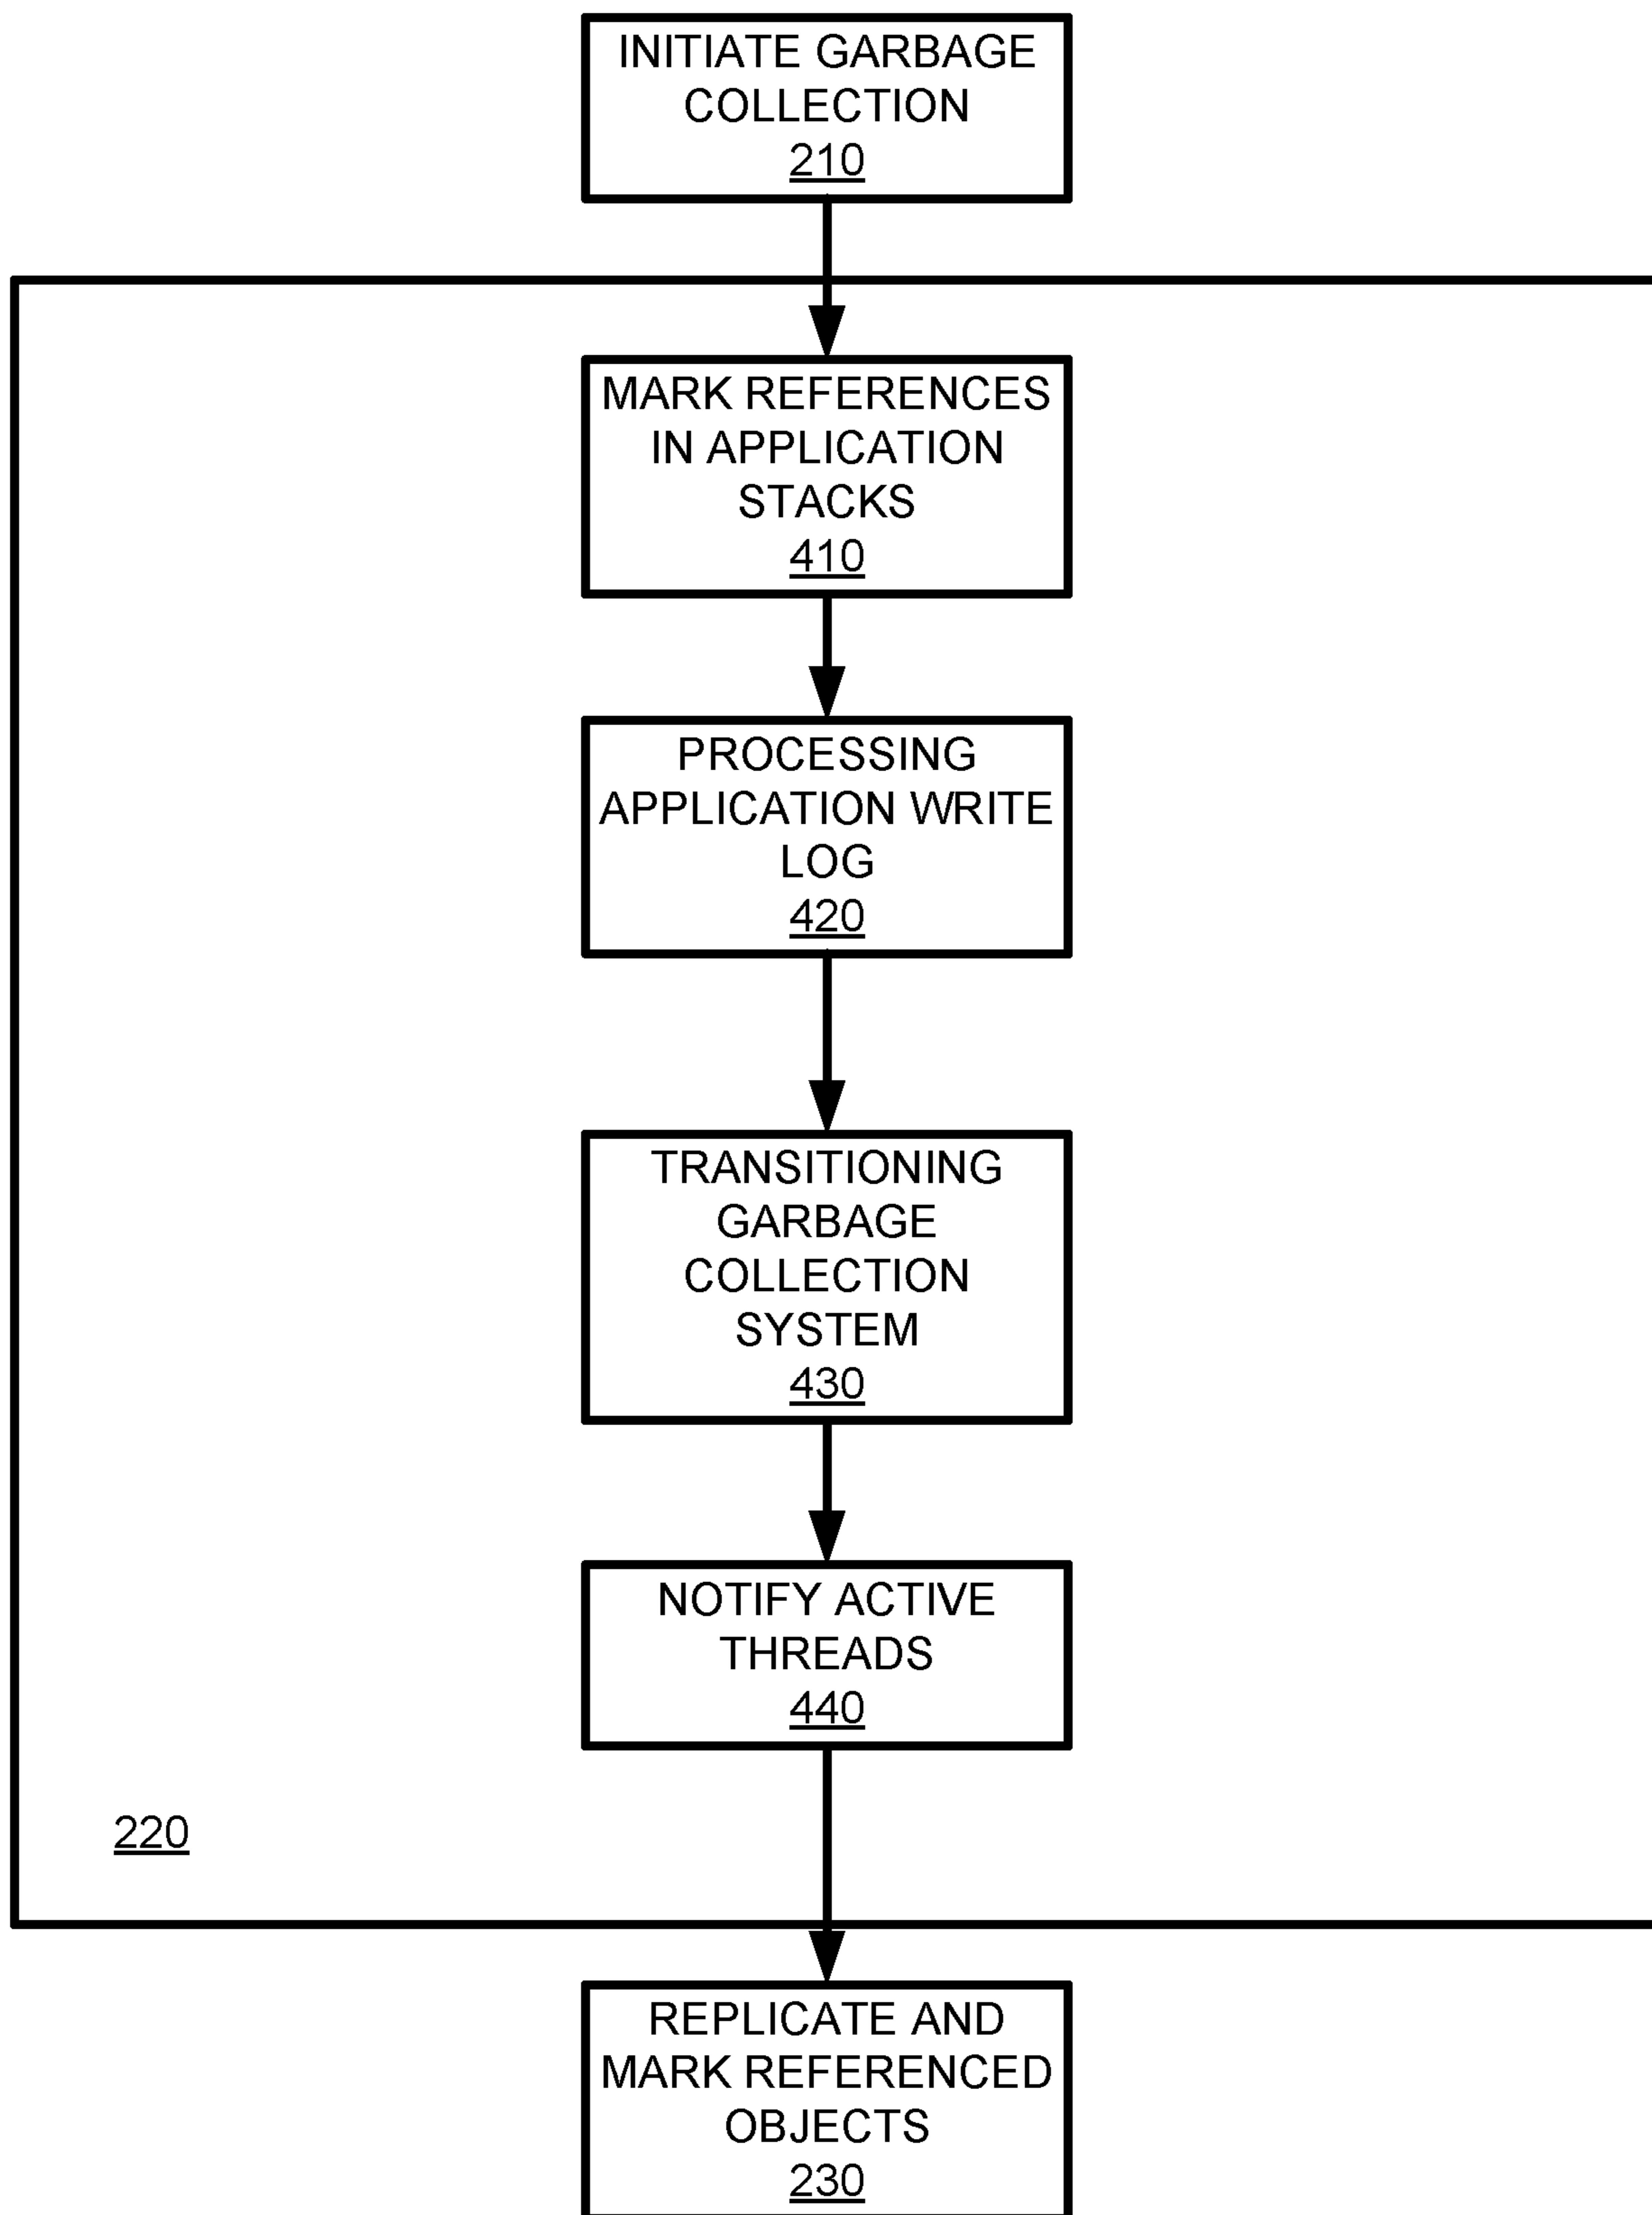 INITIATE GARBAGE
COLLECTION
210
MARK REFERENCES
IN APPLICATION
STACKS
410
PROCESSING
APPLICATION WRITE
LOG
420
TRANSITIONING
GARBAGE
COLLECTION
SYSTEM
430
NOTIFY ACTIVE
THREADS
440
220
REPLICATE AND
MARK REFERENCED
OBJECTS
230